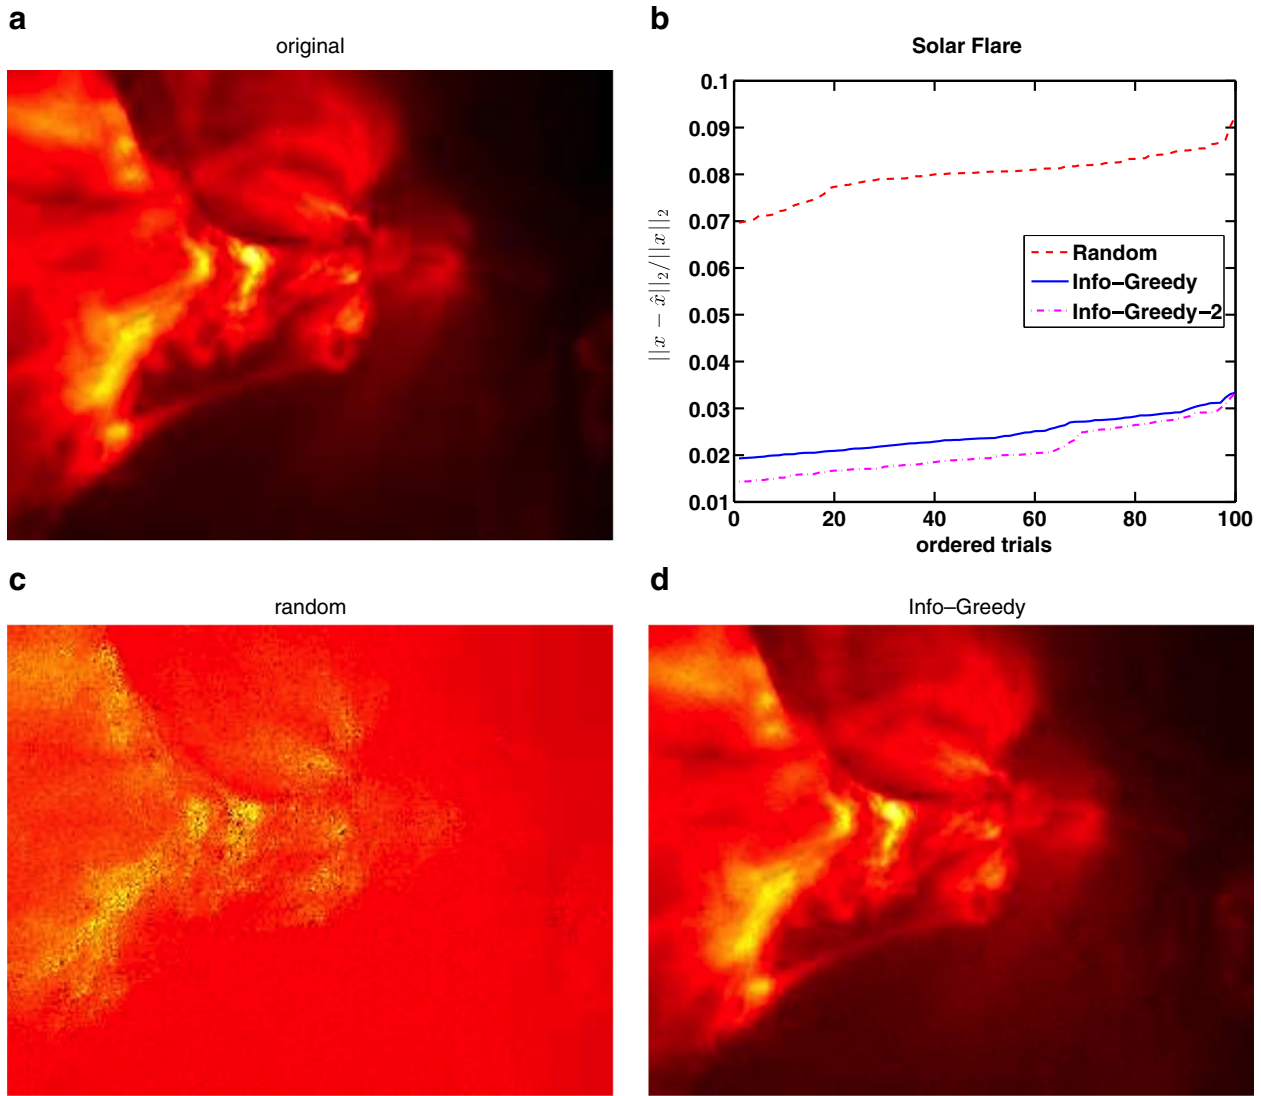 a
original
b
Solar Flare
0.1
0.09
0.08
0.07
0.06
0.05
0.04
0.03
0.02
0.01
||x − x̂||₂/||x||₂
Random
Info−Greedy
Info−Greedy−2
0 20 40 60 80 100
ordered trials
c
random
d
Info−Greedy